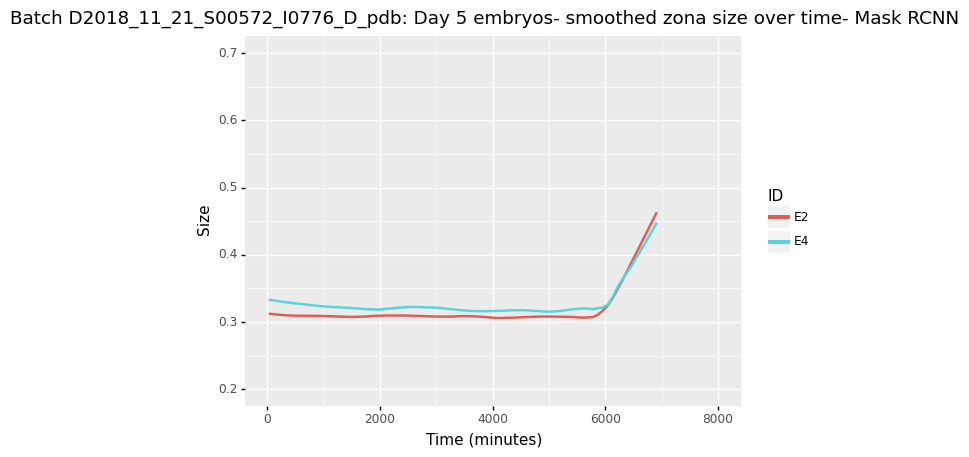 Batch D2018_11_21_S00572_I0776_D_pdb: Day 5 embryos- smoothed zona size over time- Mask RCNN
0.7
0.6
0.5
0.4
0.3
0.2
Size
0 2000 4000 6000 8000
Time (minutes)
ID
E2
E4